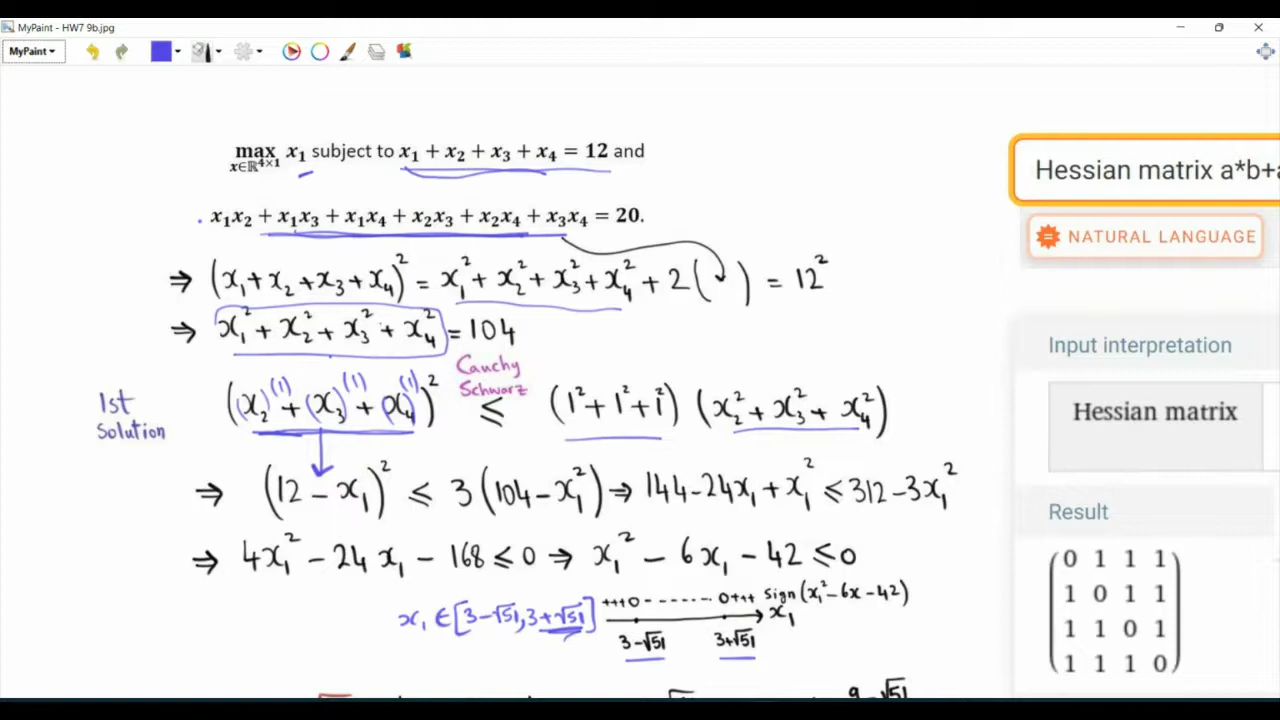 MyPaint - HW7 9b.jpg
MyPaint
max x∈ℝ⁴ˣ¹ x₁ subject to x₁ + x₂ + x₃ + x₄ = 12 and
x₁x₂ + x₁x₃ + x₁x₄ + x₂x₃ + x₂x₄ + x₃x₄ = 20.
⇒ (x₁+x₂+x₃+x₄)² = x₁² + x₂² + x₃² + x₄² + 2( ) = 12²
⇒ x₁² + x₂² + x₃² + x₄² = 104
Cauchy
Schwarz
1st
Solution
(x₂)(1) + (x₃)(1) + (x₄)(1))² ≤ (1²+1²+1²) (x₂² + x₃² + x₄²)
⇒ (12 - x₁)² ≤ 3(104 - x₁²) ⇒ 144 - 24x₁ + x₁² ≤ 312 - 3x₁²
⇒ 4x₁² - 24x₁ - 168 ≤ 0 ⇒ x₁² - 6x₁ - 42 ≤ 0
x₁ ∈ [3-√51, 3+√51]
+++0 - - - - - - - 0+++ sign(x₁² - 6x - 42)
x₁
3-√51 3+√51
9-√51
Hessian matrix a*b+a
NATURAL LANGUAGE
Input interpretation
Hessian matrix
Result
0 1 1 1
1 0 1 1
1 1 0 1
1 1 1 0